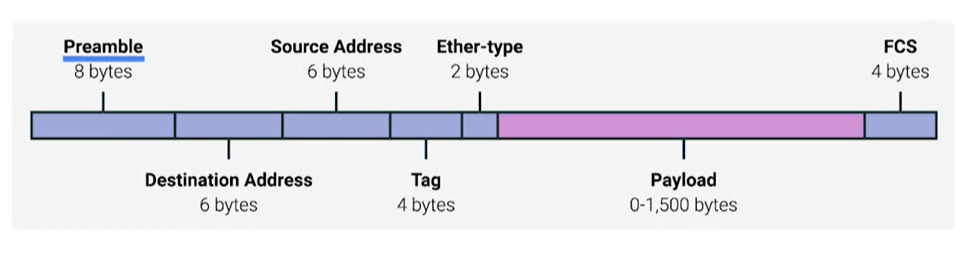 Preamble
8 bytes
Source Address
6 bytes
Ether-type
2 bytes
FCS
4 bytes
Destination Address
6 bytes
Tag
4 bytes
Payload
0-1,500 bytes